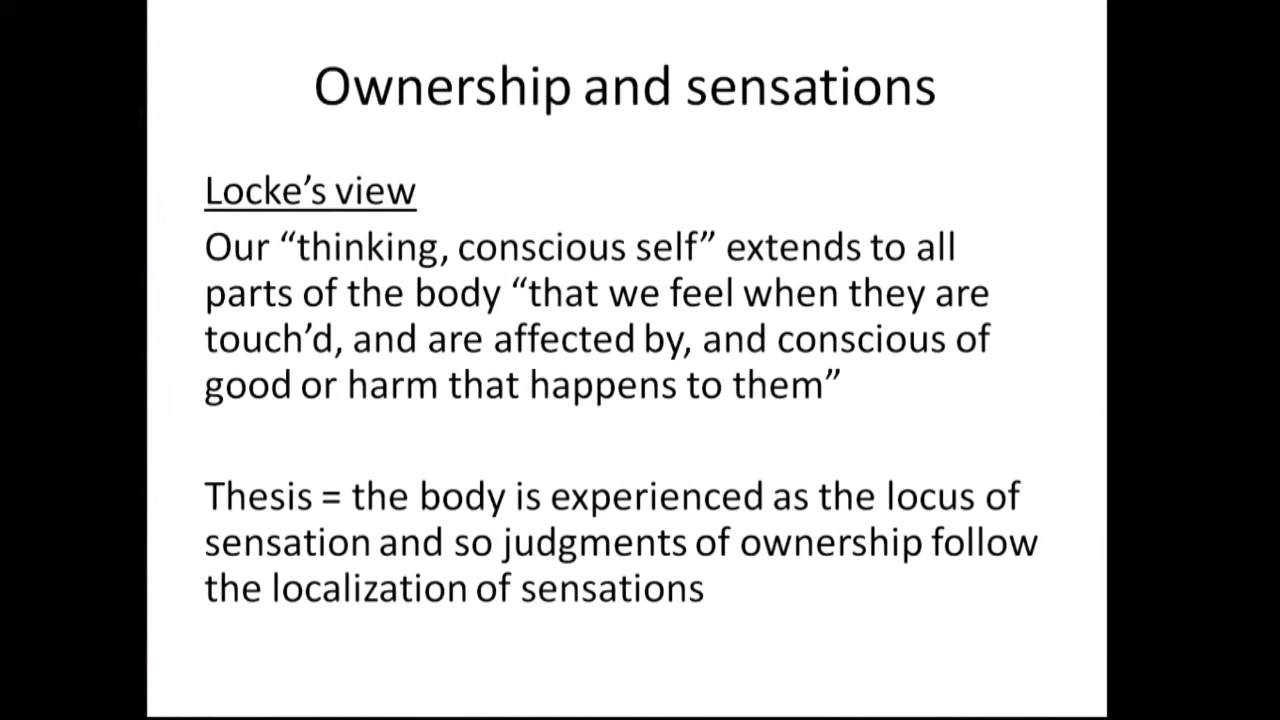 Ownership and sensations
Locke’s view
Our “thinking, conscious self” extends to all
parts of the body “that we feel when they are
touch’d, and are affected by, and conscious of
good or harm that happens to them”
Thesis = the body is experienced as the locus of
sensation and so judgments of ownership follow
the localization of sensations